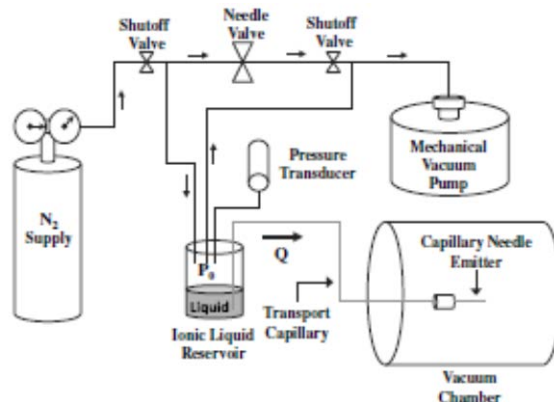 Shutoff
Valve
Needle
Valve
Shutoff
Valve
N2
Supply
Pressure
Transducer
Mechanical
Vacuum
Pump
P0
Liquid
Q
Ionic Liquid
Reservoir
Transport
Capillary
Capillary Needle
Emitter
Vacuum
Chamber